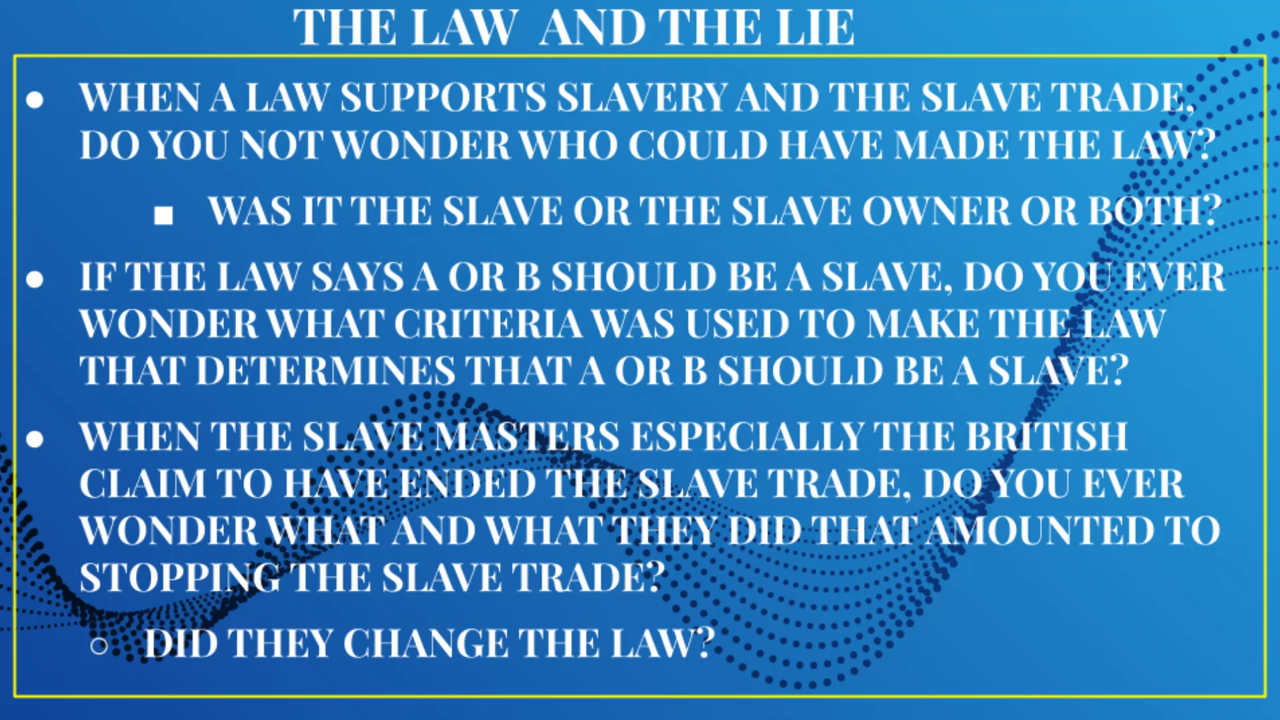 THE LAW AND THE LIE
● WHEN A LAW SUPPORTS SLAVERY AND THE SLAVE TRADE,
DO YOU NOT WONDER WHO COULD HAVE MADE THE LAW?
■ WAS IT THE SLAVE OR THE SLAVE OWNER OR BOTH?
● IF THE LAW SAYS A OR B SHOULD BE A SLAVE, DO YOU EVER
WONDER WHAT CRITERIA WAS USED TO MAKE THE LAW
THAT DETERMINES THAT A OR B SHOULD BE A SLAVE?
● WHEN THE SLAVE MASTERS ESPECIALLY THE BRITISH
CLAIM TO HAVE ENDED THE SLAVE TRADE, DO YOU EVER
WONDER WHAT AND WHAT THEY DID THAT AMOUNTED TO
STOPPING THE SLAVE TRADE?
○ DID THEY CHANGE THE LAW?